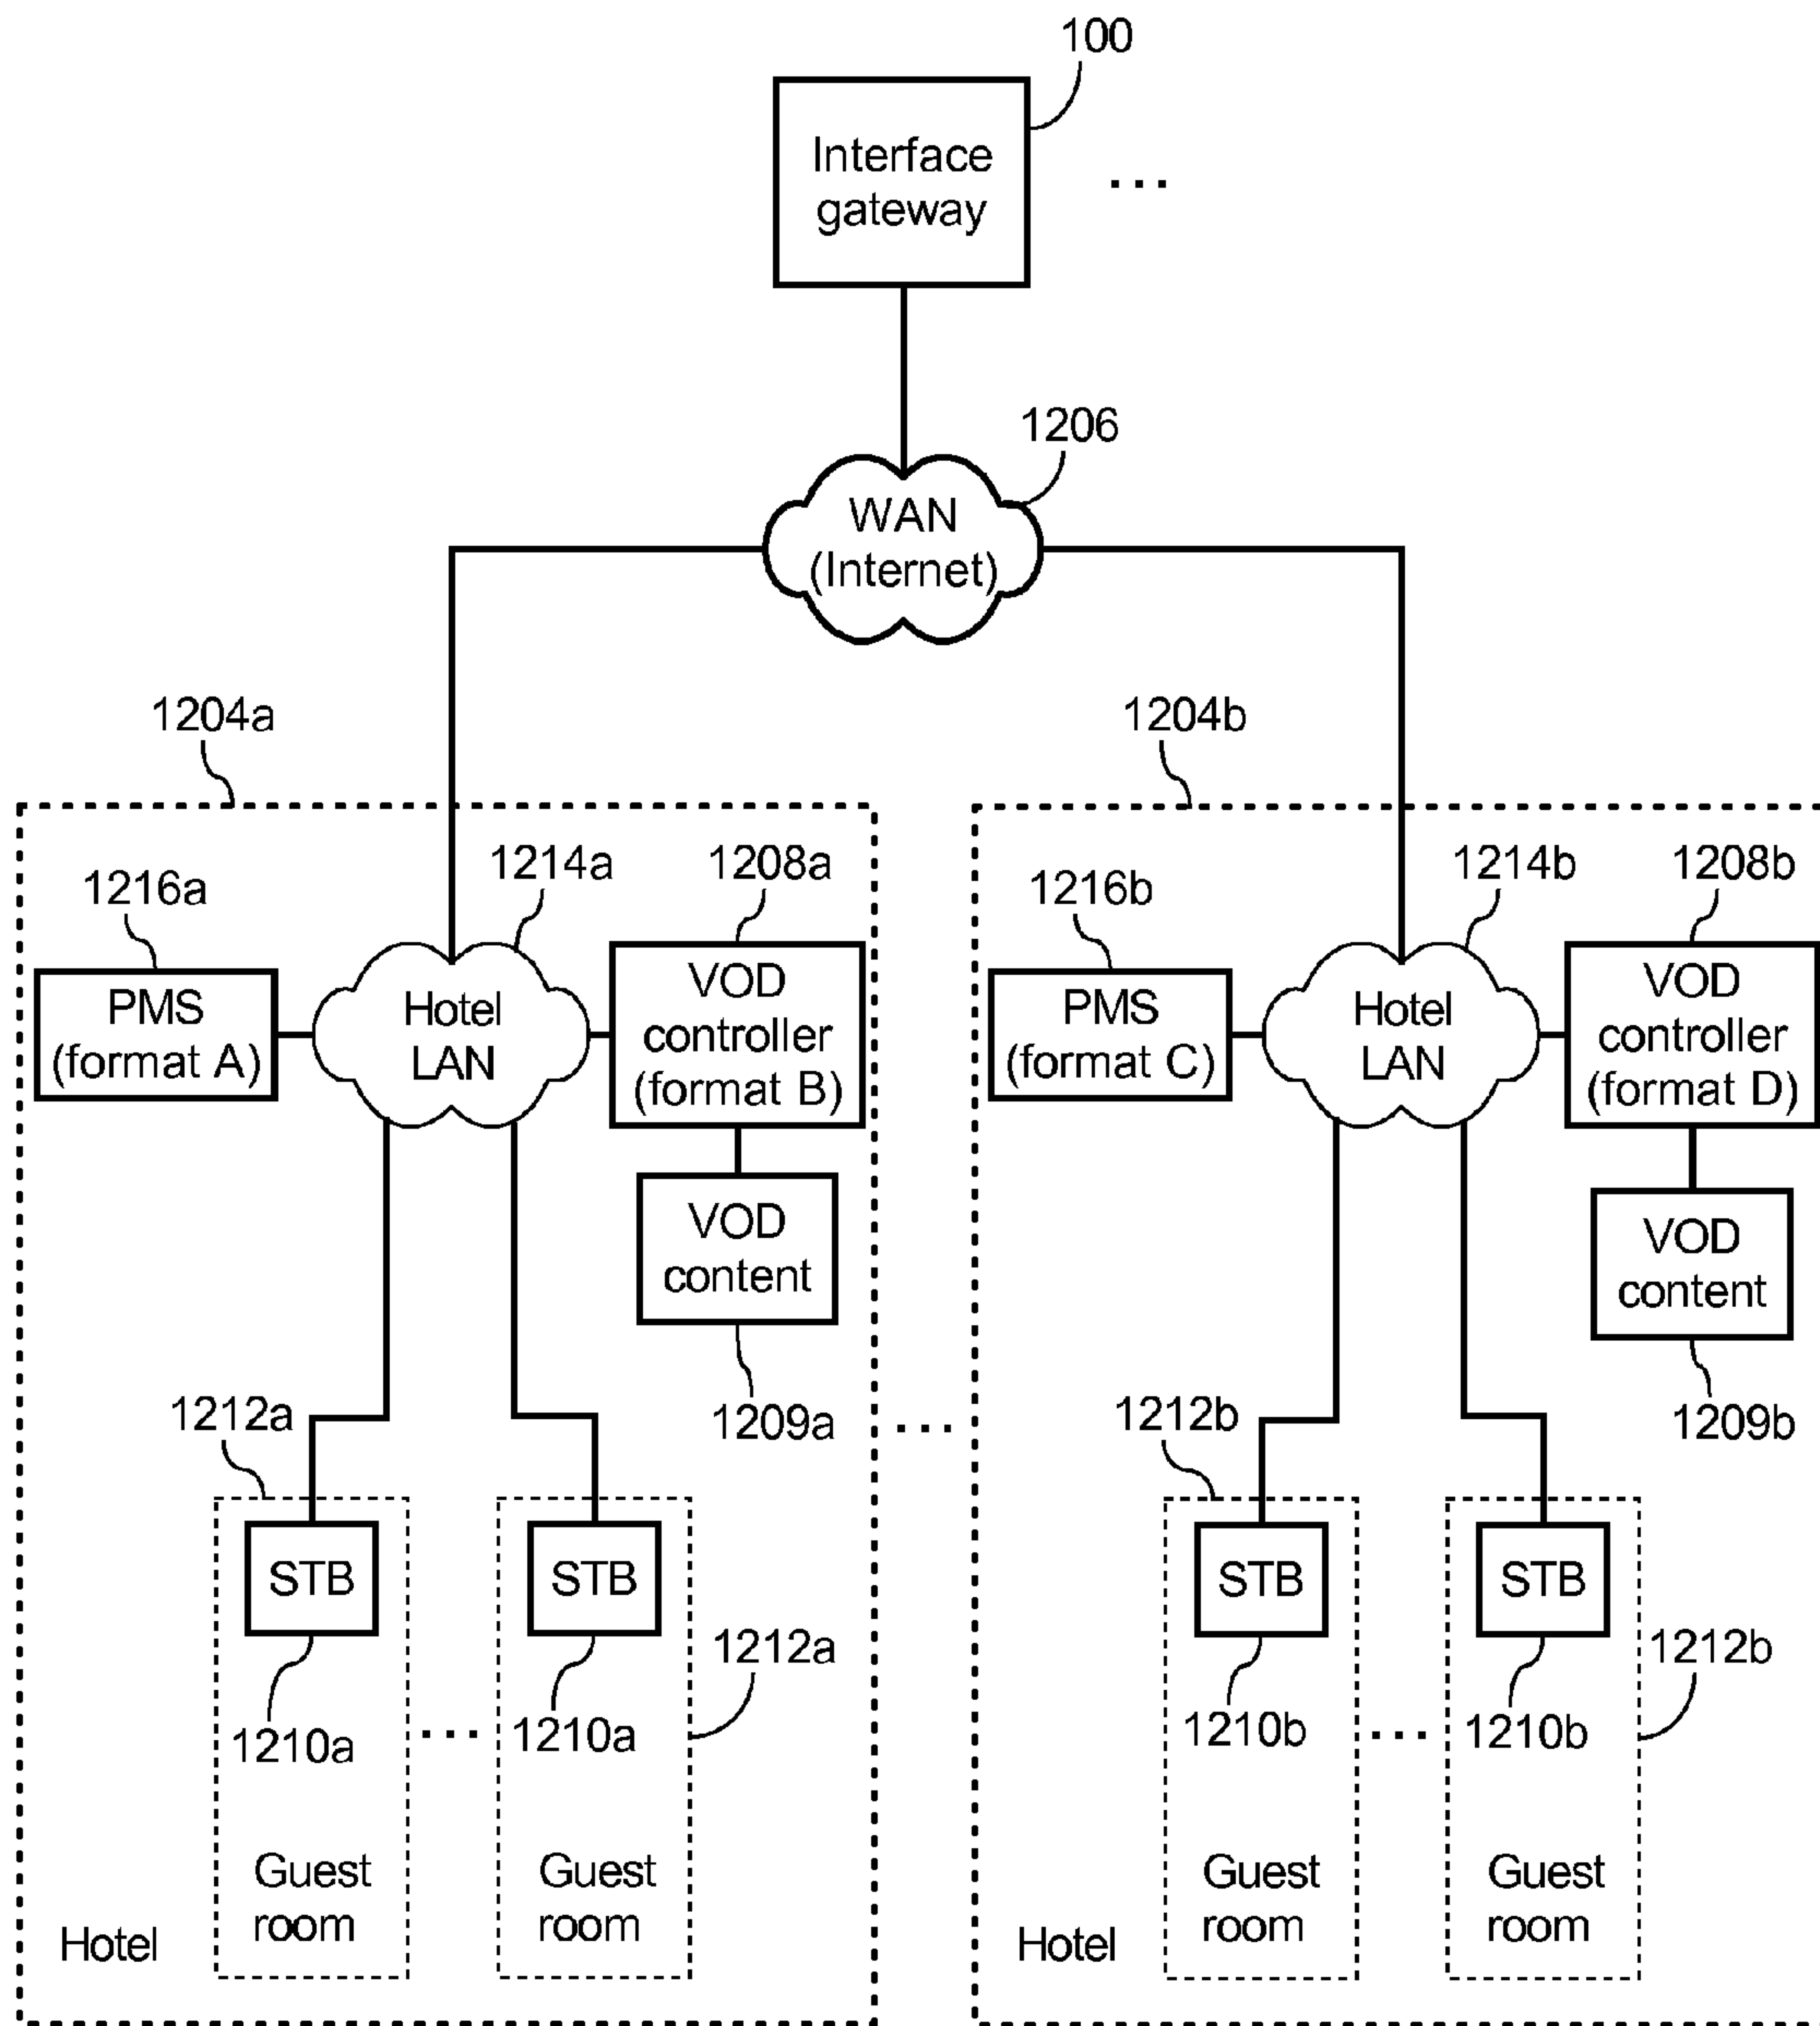 100
Interface
gateway
...
1206
WAN
(Internet)
1204a
1204b
1216a
1214a
1208a
PMS
(format A)
Hotel
LAN
VOD
controller
(format B)
VOD
content
1209a
1212a
STB
STB
1210a
...
1210a
1212a
Guest
room
Guest
room
Hotel
...
1216b
1214b
1208b
PMS
(format C)
Hotel
LAN
VOD
controller
(format D)
VOD
content
1209b
1212b
STB
STB
1210b
...
1210b
1212b
Guest
room
Guest
room
Hotel